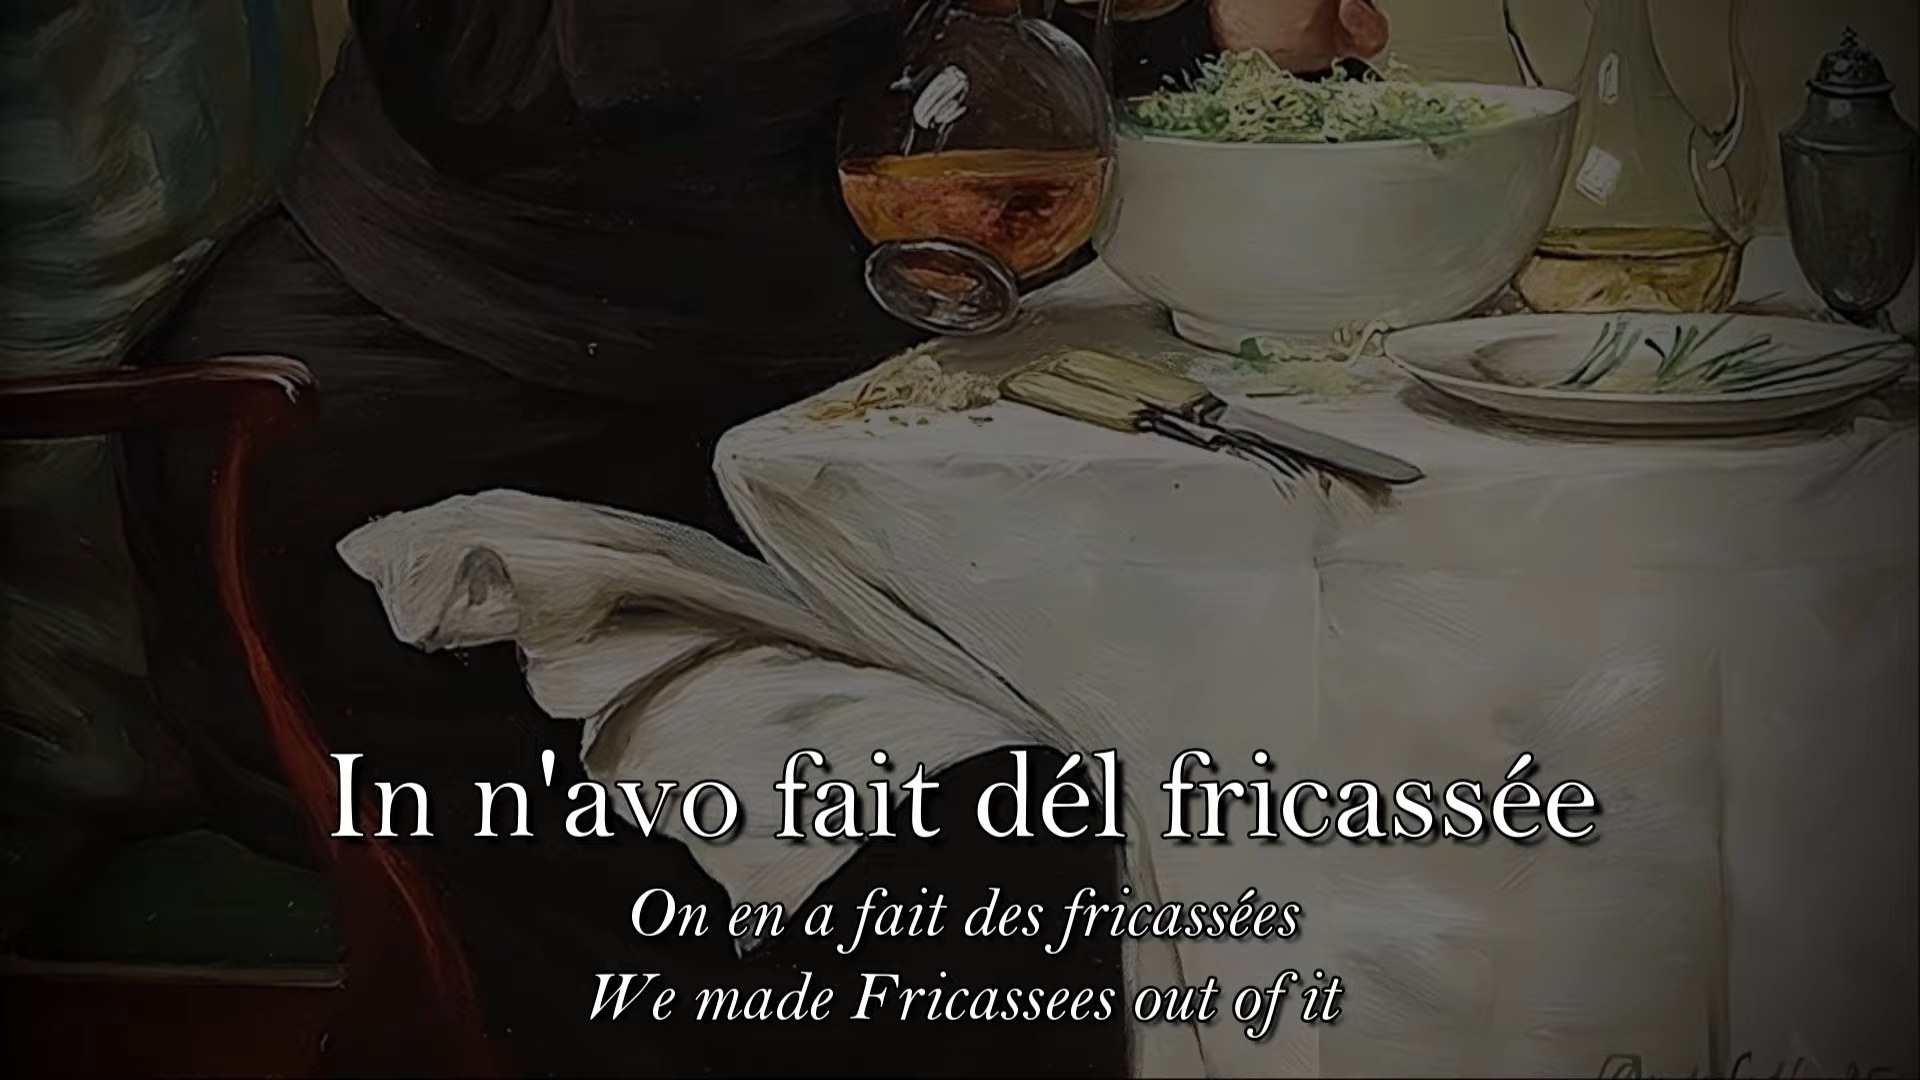 In n'avo fait dél fricassée
On en a fait des fricassées
We made Fricassees out of it